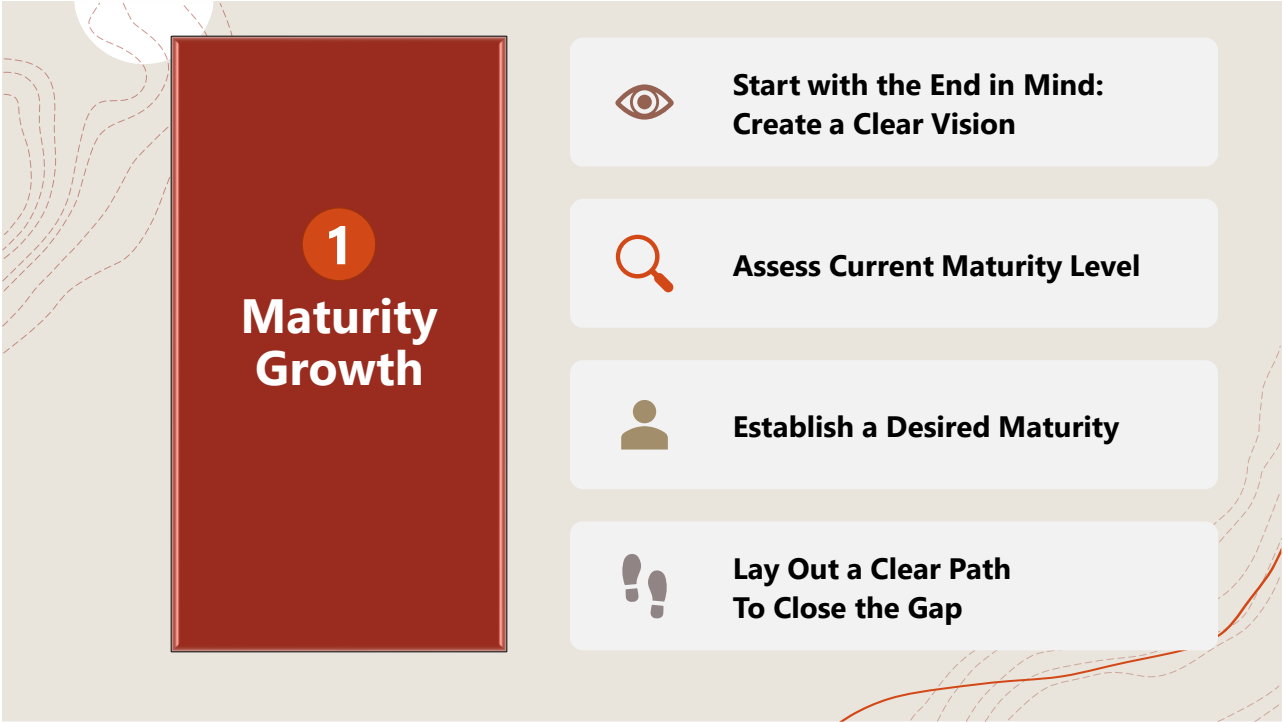 1
Maturity
Growth
Start with the End in Mind:
Create a Clear Vision
Assess Current Maturity Level
Establish a Desired Maturity
Lay Out a Clear Path
To Close the Gap